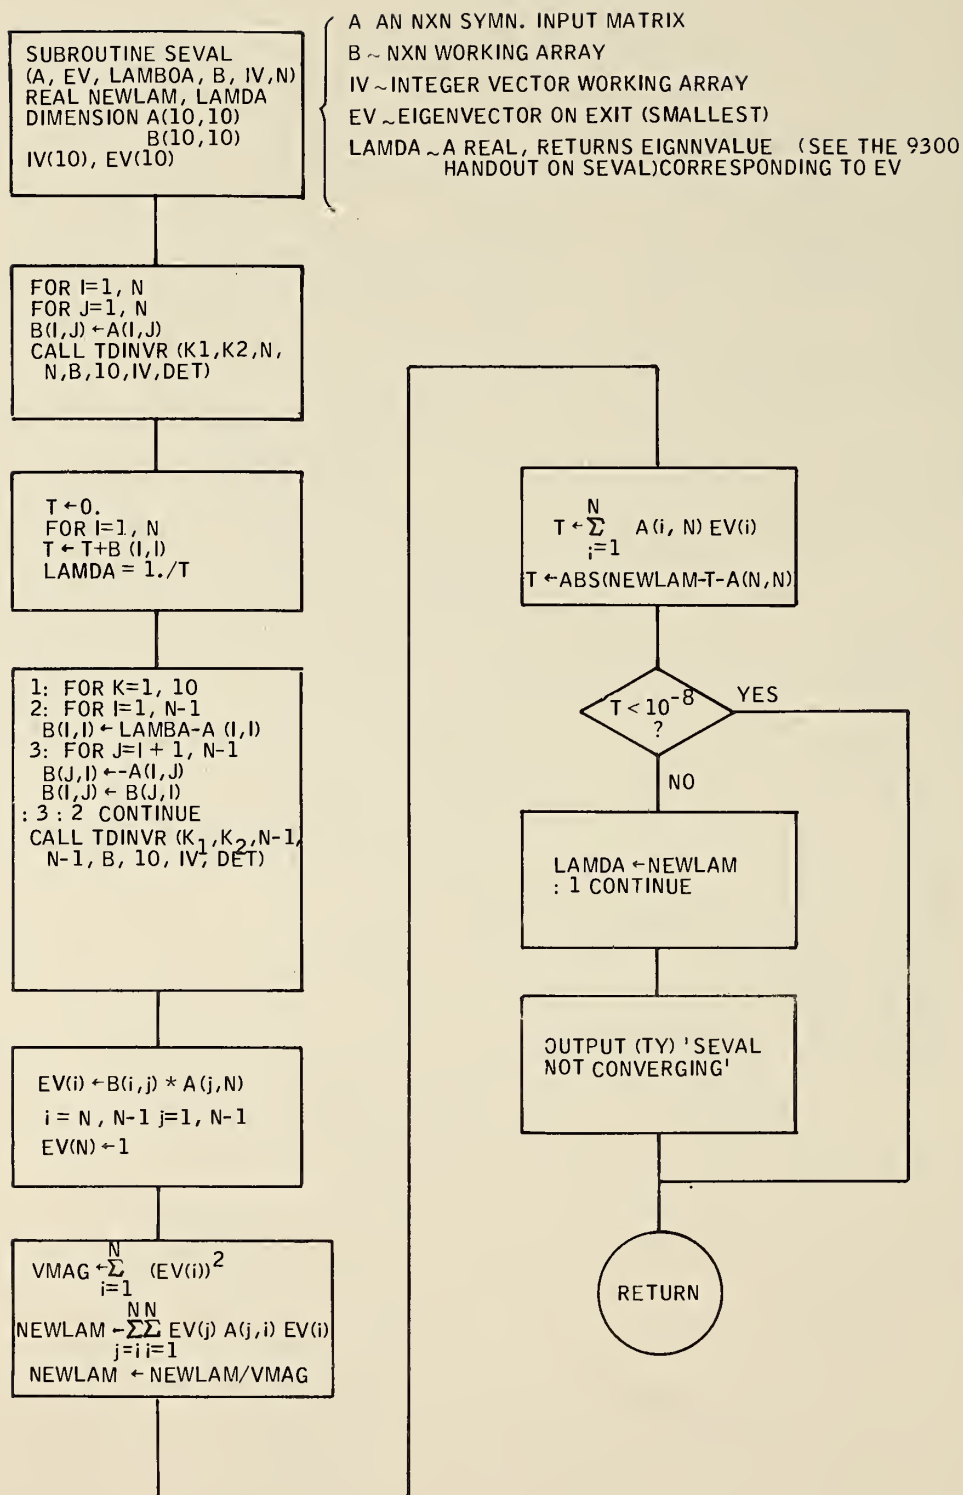 SUBROUTINE SEVAL
(A, EV, LAMBOA, B, IV,N)
REAL NEWLAM, LAMDA
DIMENSION A(10,10)
B(10,10)
IV(10), EV(10)
A AN NXN SYMN. INPUT MATRIX
B ~ NXN WORKING ARRAY
IV ~INTEGER VECTOR WORKING ARRAY
EV ~EIGENVECTOR ON EXIT (SMALLEST)
LAMDA ~A REAL, RETURNS EIGNNVALUE (SEE THE 9300
HANDOUT ON SEVAL)CORRESPONDING TO EV
FOR I=1, N
FOR J=1, N
B(I,J) ←A(I,J)
CALL TDINVR (K1,K2,N,
N,B,10,IV,DET)
T ←0.
FOR I=1, N
T ← T+B (I,I)
LAMDA = 1./T
1: FOR K=1, 10
2: FOR I=1, N-1
B(I,I) ← LAMBA-A (I,I)
3: FOR J=I + 1, N-1
B(J,I) ←-A(I,J)
B(I,J) ← B(J,I)
: 3 : 2 CONTINUE
CALL TDINVR (K₁,K₂,N-1,
N-1, B, 10, IV, DET)
EV(i) ←B(i,j) * A(j,N)
i = N , N-1 j=1, N-1
EV(N) ←1
N
VMAG ←Σ (EV(i))²
i=1
N N
NEWLAM ←ΣΣ EV(j) A(j,i) EV(i)
j=i i=1
NEWLAM ← NEWLAM/VMAG
N
T ← Σ A(i, N) EV(i)
i=1
T ←ABS(NEWLAM-T-A(N,N)
T < 10⁻⁸
?
YES
NO
LAMDA ←NEWLAM
: 1 CONTINUE
OUTPUT (TY) 'SEVAL
NOT CONVERGING'
RETURN